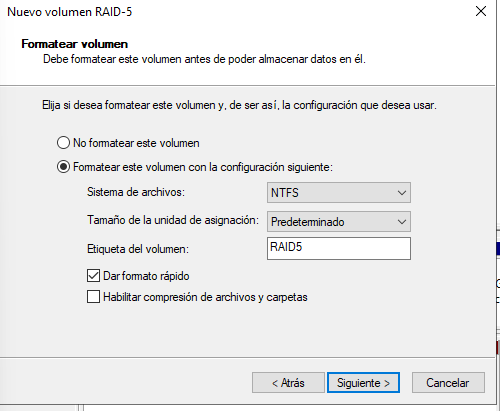 Nuevo volumen RAID-5
Formatear volumen
Debe formatear este volumen antes de poder almacenar datos en él.
Elija si desea formatear este volumen y, de ser así, la configuración que desea usar.
No formatear este volumen
Formatear este volumen con la configuración siguiente:
Sistema de archivos: NTFS
Tamaño de la unidad de asignación: Predeterminado
Etiqueta del volumen: RAID5
Dar formato rápido
Habilitar compresión de archivos y carpetas
< Atrás Siguiente > Cancelar